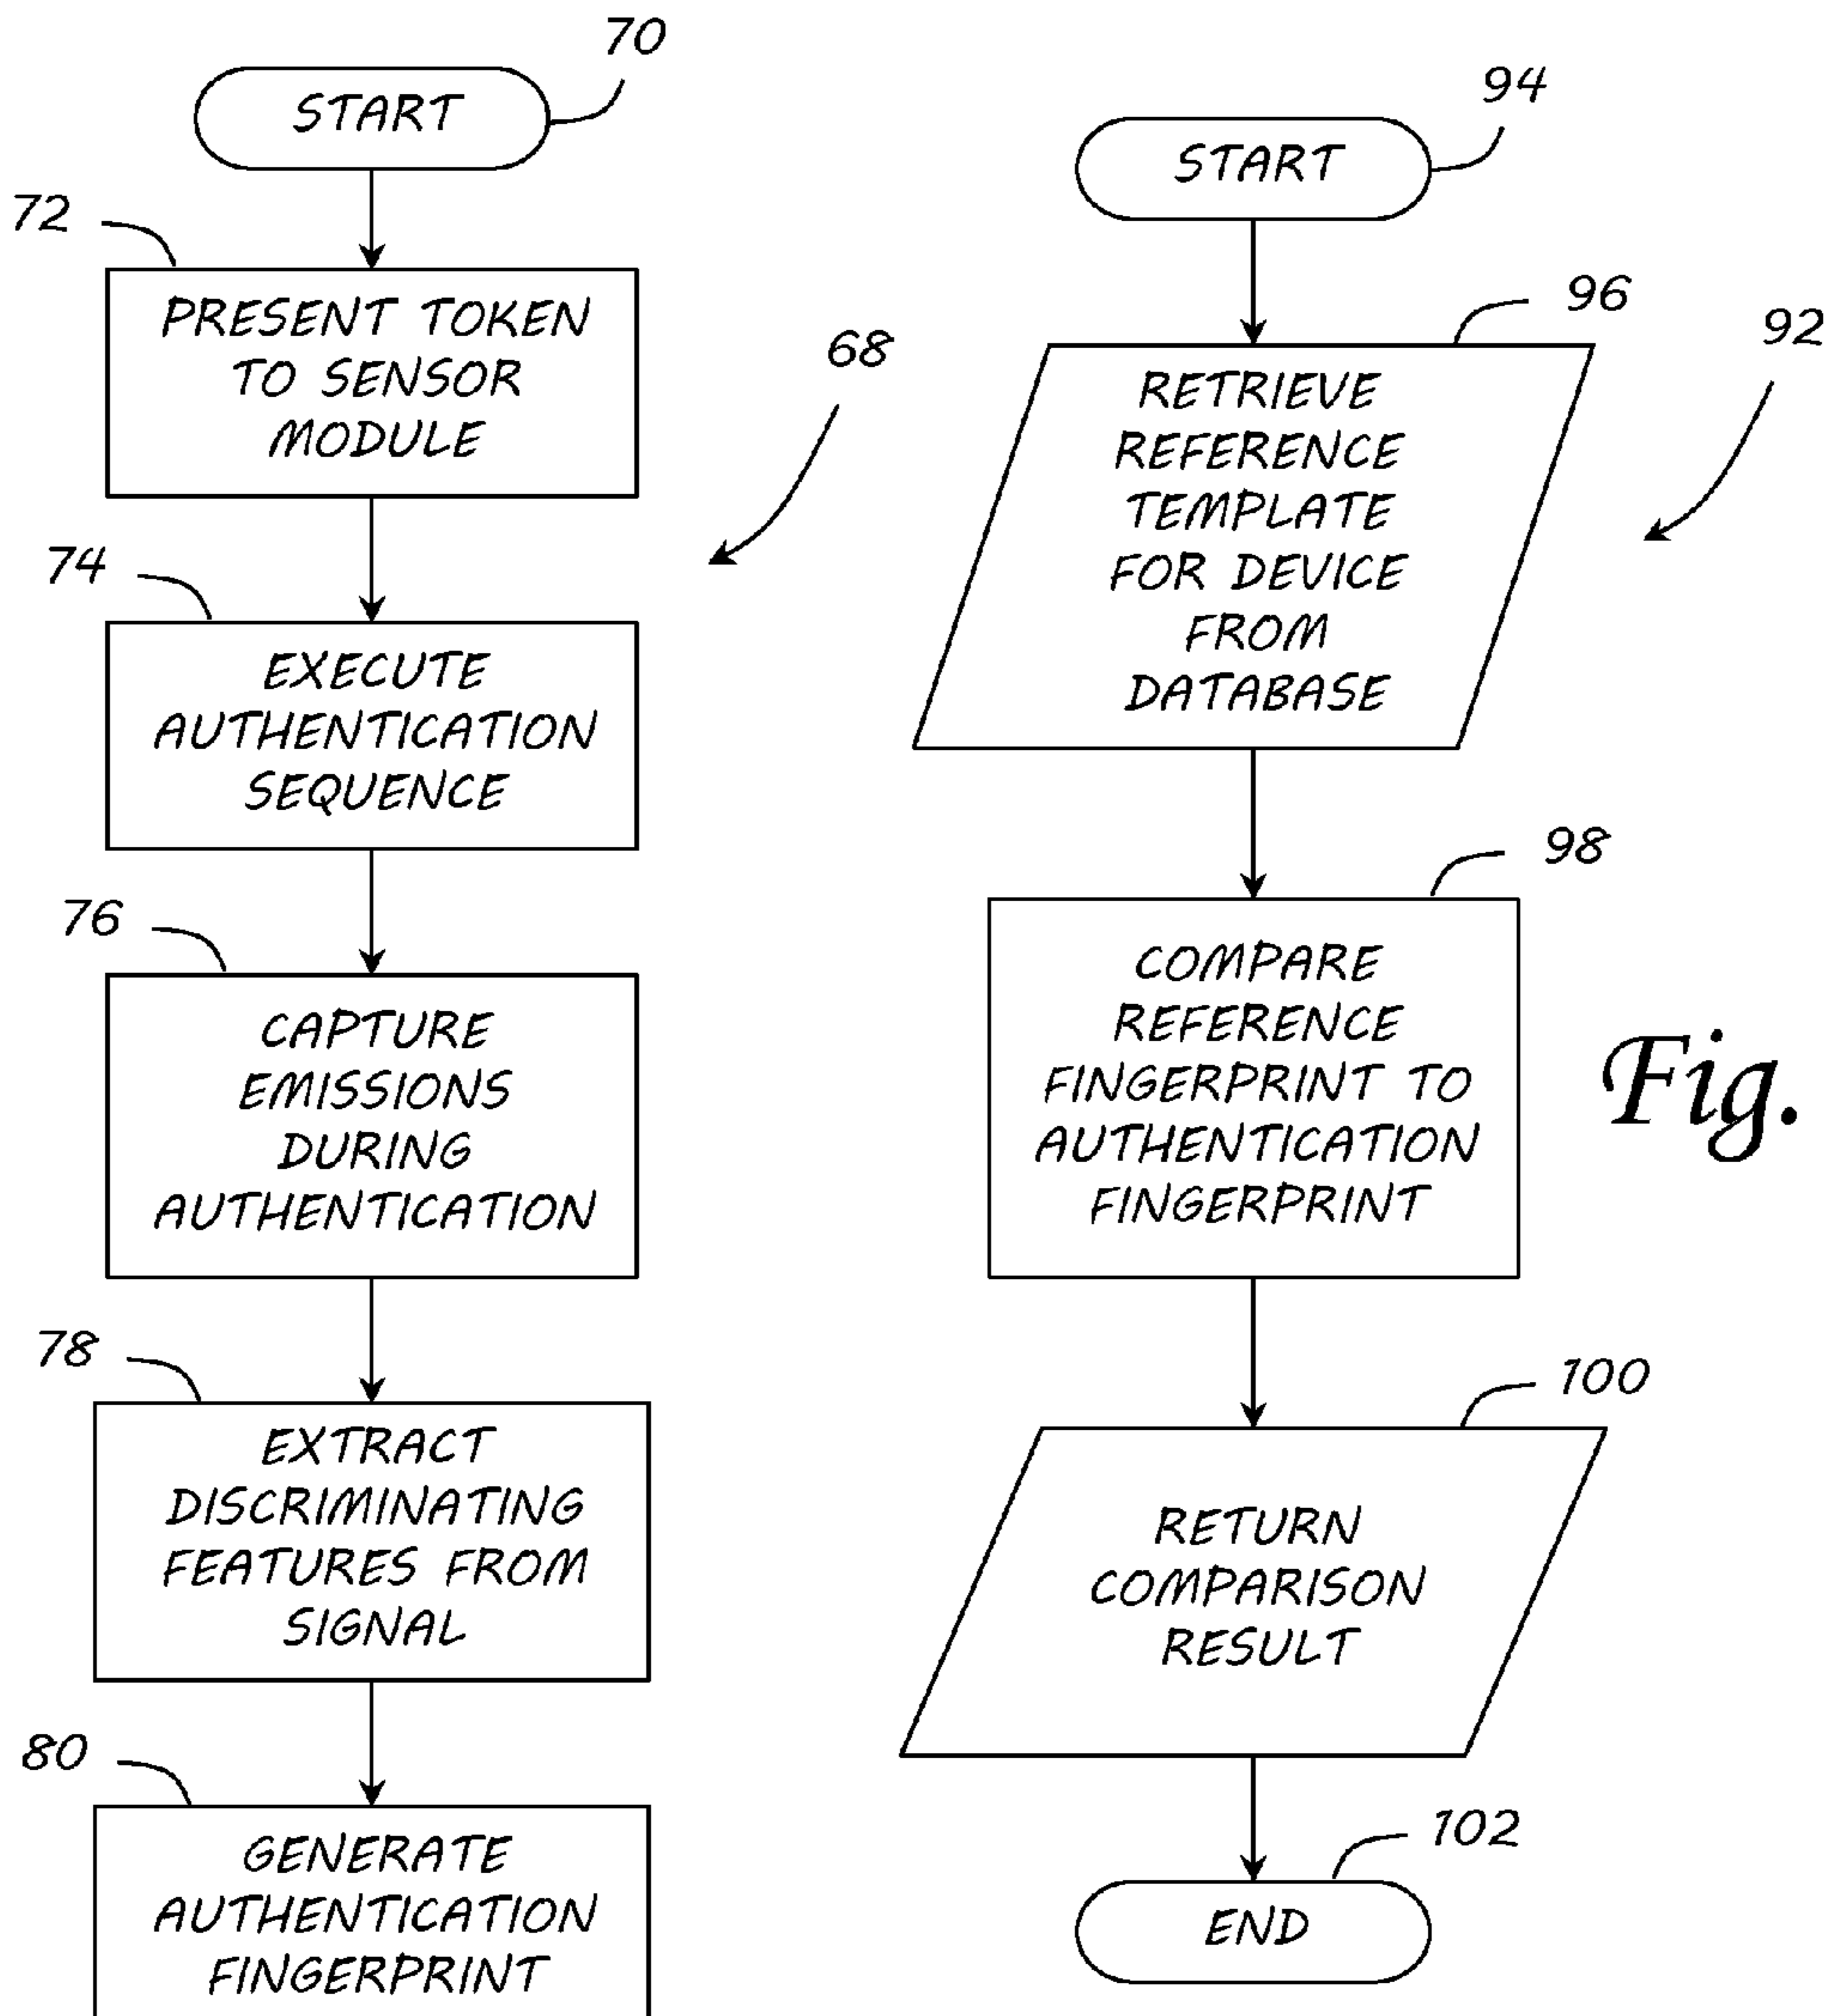 70
START
72
PRESENT TOKEN
TO SENSOR
MODULE
68
74
EXECUTE
AUTHENTICATION
SEQUENCE
76
CAPTURE
EMISSIONS
DURING
AUTHENTICATION
78
EXTRACT
DISCRIMINATING
FEATURES FROM
SIGNAL
80
GENERATE
AUTHENTICATION
FINGERPRINT
94
START
96
92
RETRIEVE
REFERENCE
TEMPLATE
FOR DEVICE
FROM
DATABASE
98
COMPARE
REFERENCE
FINGERPRINT TO
AUTHENTICATION
FINGERPRINT
Fig.
100
RETURN
COMPARISON
RESULT
102
END